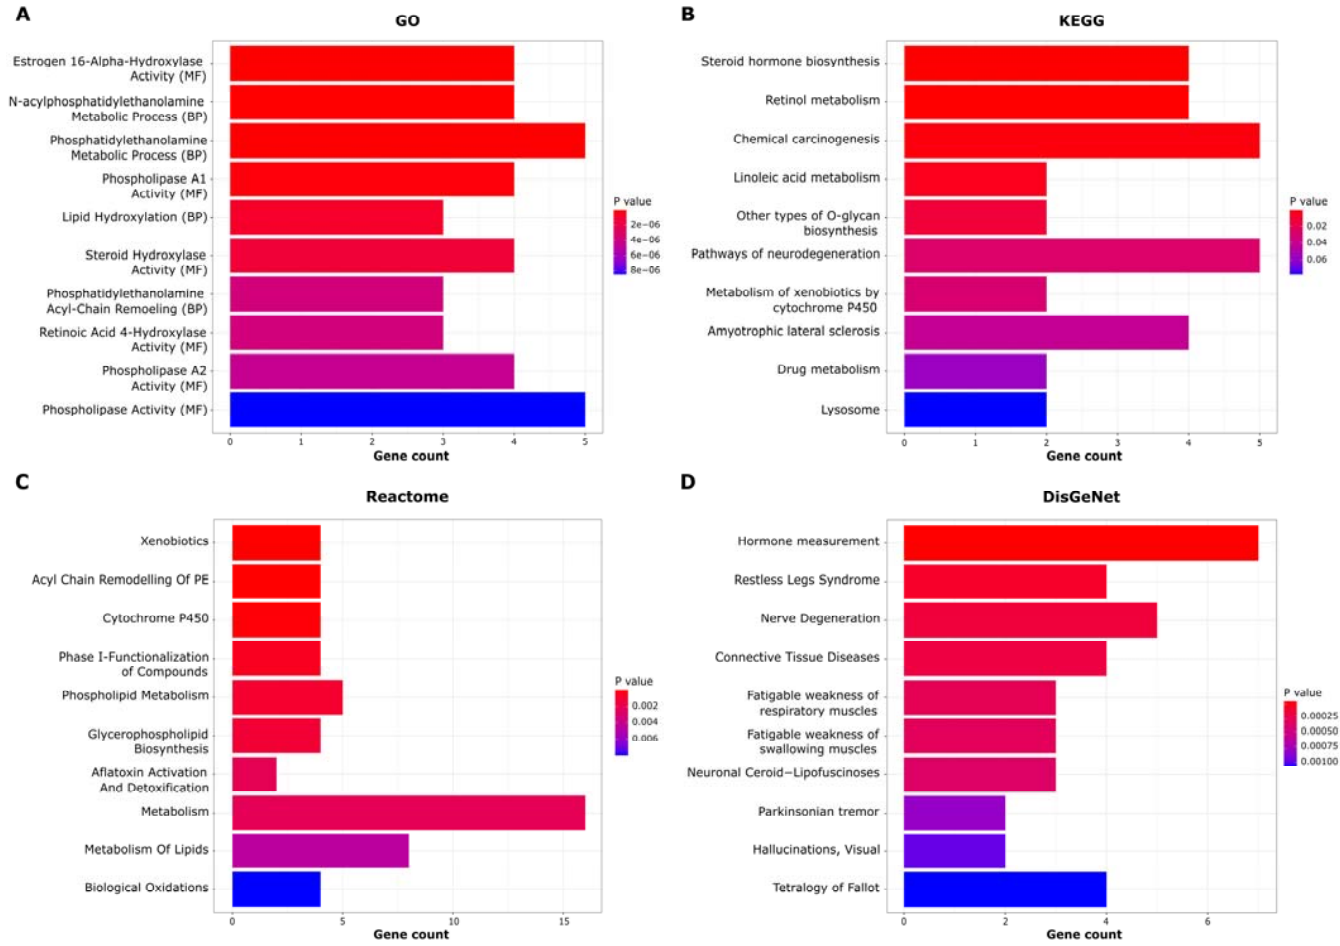 A
GO
Estrogen 16-Alpha-Hydroxylase
Activity (MF)
N-acylphosphatidylethanolamine
Metabolic Process (BP)
Phosphatidylethanolamine
Metabolic Process (BP)
Phospholipase A1
Activity (MF)
Lipid Hydroxylation (BP)
Steroid Hydroxylase
Activity (MF)
Phosphatidylethanolamine
Acyl-Chain Remoeling (BP)
Retinoic Acid 4-Hydroxylase
Activity (MF)
Phospholipase A2
Activity (MF)
Phospholipase Activity (MF)
0 1 2 3 4 5
Gene count
P value
2e−06
4e−06
6e−06
8e−06
B
KEGG
Steroid hormone biosynthesis
Retinol metabolism
Chemical carcinogenesis
Linoleic acid metabolism
Other types of O-glycan
biosynthesis
Pathways of neurodegeneration
Metabolism of xenobiotics by
cytochrome P450
Amyotrophic lateral sclerosis
Drug metabolism
Lysosome
0 1 2 3 4 5
Gene count
P value
0.02
0.04
0.06
C
Reactome
Xenobiotics
Acyl Chain Remodelling Of PE
Cytochrome P450
Phase I-Functionalization
of Compounds
Phospholipid Metabolism
Glycerophospholipid
Biosynthesis
Aflatoxin Activation
And Detoxification
Metabolism
Metabolism Of Lipids
Biological Oxidations
0 5 10 15
Gene count
P value
0.002
0.004
0.006
D
DisGeNet
Hormone measurement
Restless Legs Syndrome
Nerve Degeneration
Connective Tissue Diseases
Fatigable weakness of
respiratory muscles
Fatigable weakness of
swallowing muscles
Neuronal Ceroid−Lipofuscinoses
Parkinsonian tremor
Hallucinations, Visual
Tetralogy of Fallot
0 2 4 6
Gene count
P value
0.00025
0.00050
0.00075
0.00100